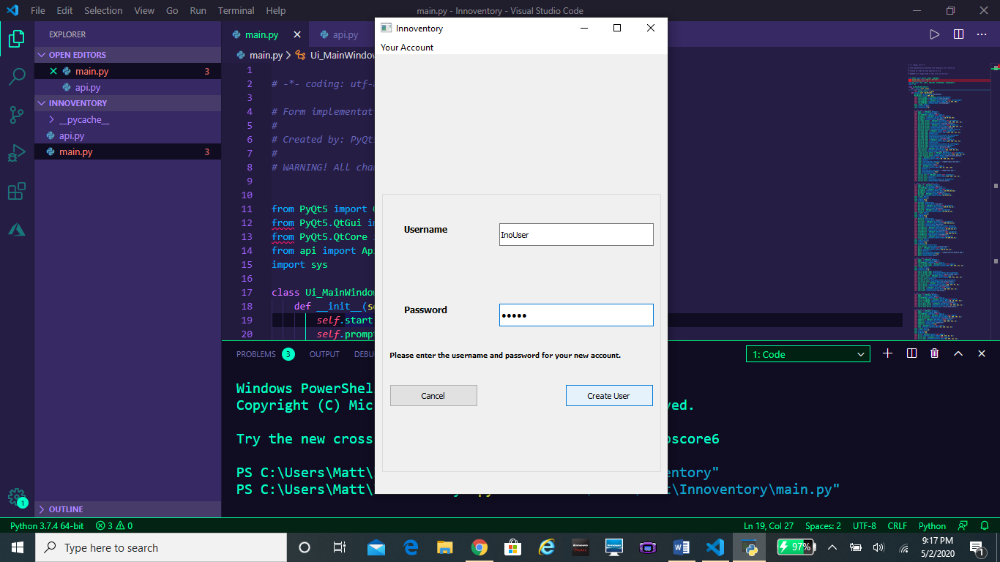 File Edit Selection View Go Run Terminal Help
main.py - Innoventory - Visual Studio Code
EXPLORER
OPEN EDITORS
main.py 3
api.py
INNOVENTORY
__pycache__
api.py
main.py 3
OUTLINE
main.py
api.py
main.py > Ui_MainWindow
1
2 # -*- coding: utf-
3
4 # Form implementat
5 #
6 # Created by: PyQt
7 #
8 # WARNING! All cha
9
10
11 from PyQt5 import
12 from PyQt5.QtGui
13 from PyQt5.QtCore
14 from api import Ap
15 import sys
16
17 class Ui_MainWindow
18 def __init__(s
19 self.start
20 self.prompt
Innoventory
Your Account
Username
InoUser
Password
•••••
Please enter the username and password for your new account.
Cancel
Create User
PROBLEMS 3 OUTPUT DEBU
1: Code
Windows PowerShel
Copyright (C) Mic ved.
Try the new cross pscore6
PS C:\Users\Matt\ entory"
PS C:\Users\Matt\ t\Innoventory\main.py"
1
Python 3.7.4 64-bit 3 0
Ln 19, Col 27 Spaces: 2 UTF-8 CRLF Python
Type here to search
97%
9:17 PM
5/2/2020
1